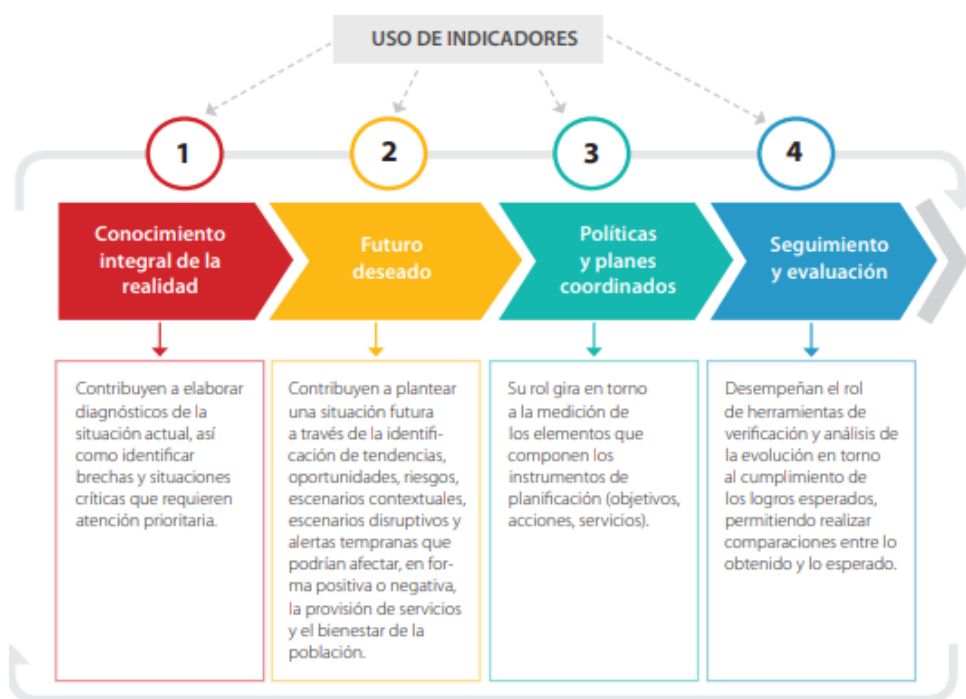 USO DE INDICADORES
1
2
3
4
Conocimiento
integral de la
realidad
Futuro
deseado
Políticas
y planes
coordinados
Seguimiento
y evaluación
Contribuyen a elaborar
diagnósticos de la
situación actual, así
como identificar
brechas y situaciones
críticas que requieren
atención prioritaria.
Contribuyen a plantear
una situación futura
a través de la identifi-
cación de tendencias,
oportunidades, riesgos,
escenarios contextuales,
escenarios disruptivos y
alertas tempranas que
podrían afectar, en for-
ma positiva o negativa,
la provisión de servicios
y el bienestar de la
población.
Su rol gira en torno
a la medición de
los elementos que
componen los
instrumentos de
planificación (objetivos,
acciones, servicios).
Desempeñan el rol
de herramientas de
verificación y análisis de
la evolución en torno
al cumplimiento de
los logros esperados,
permitiendo realizar
comparaciones entre lo
obtenido y lo esperado.